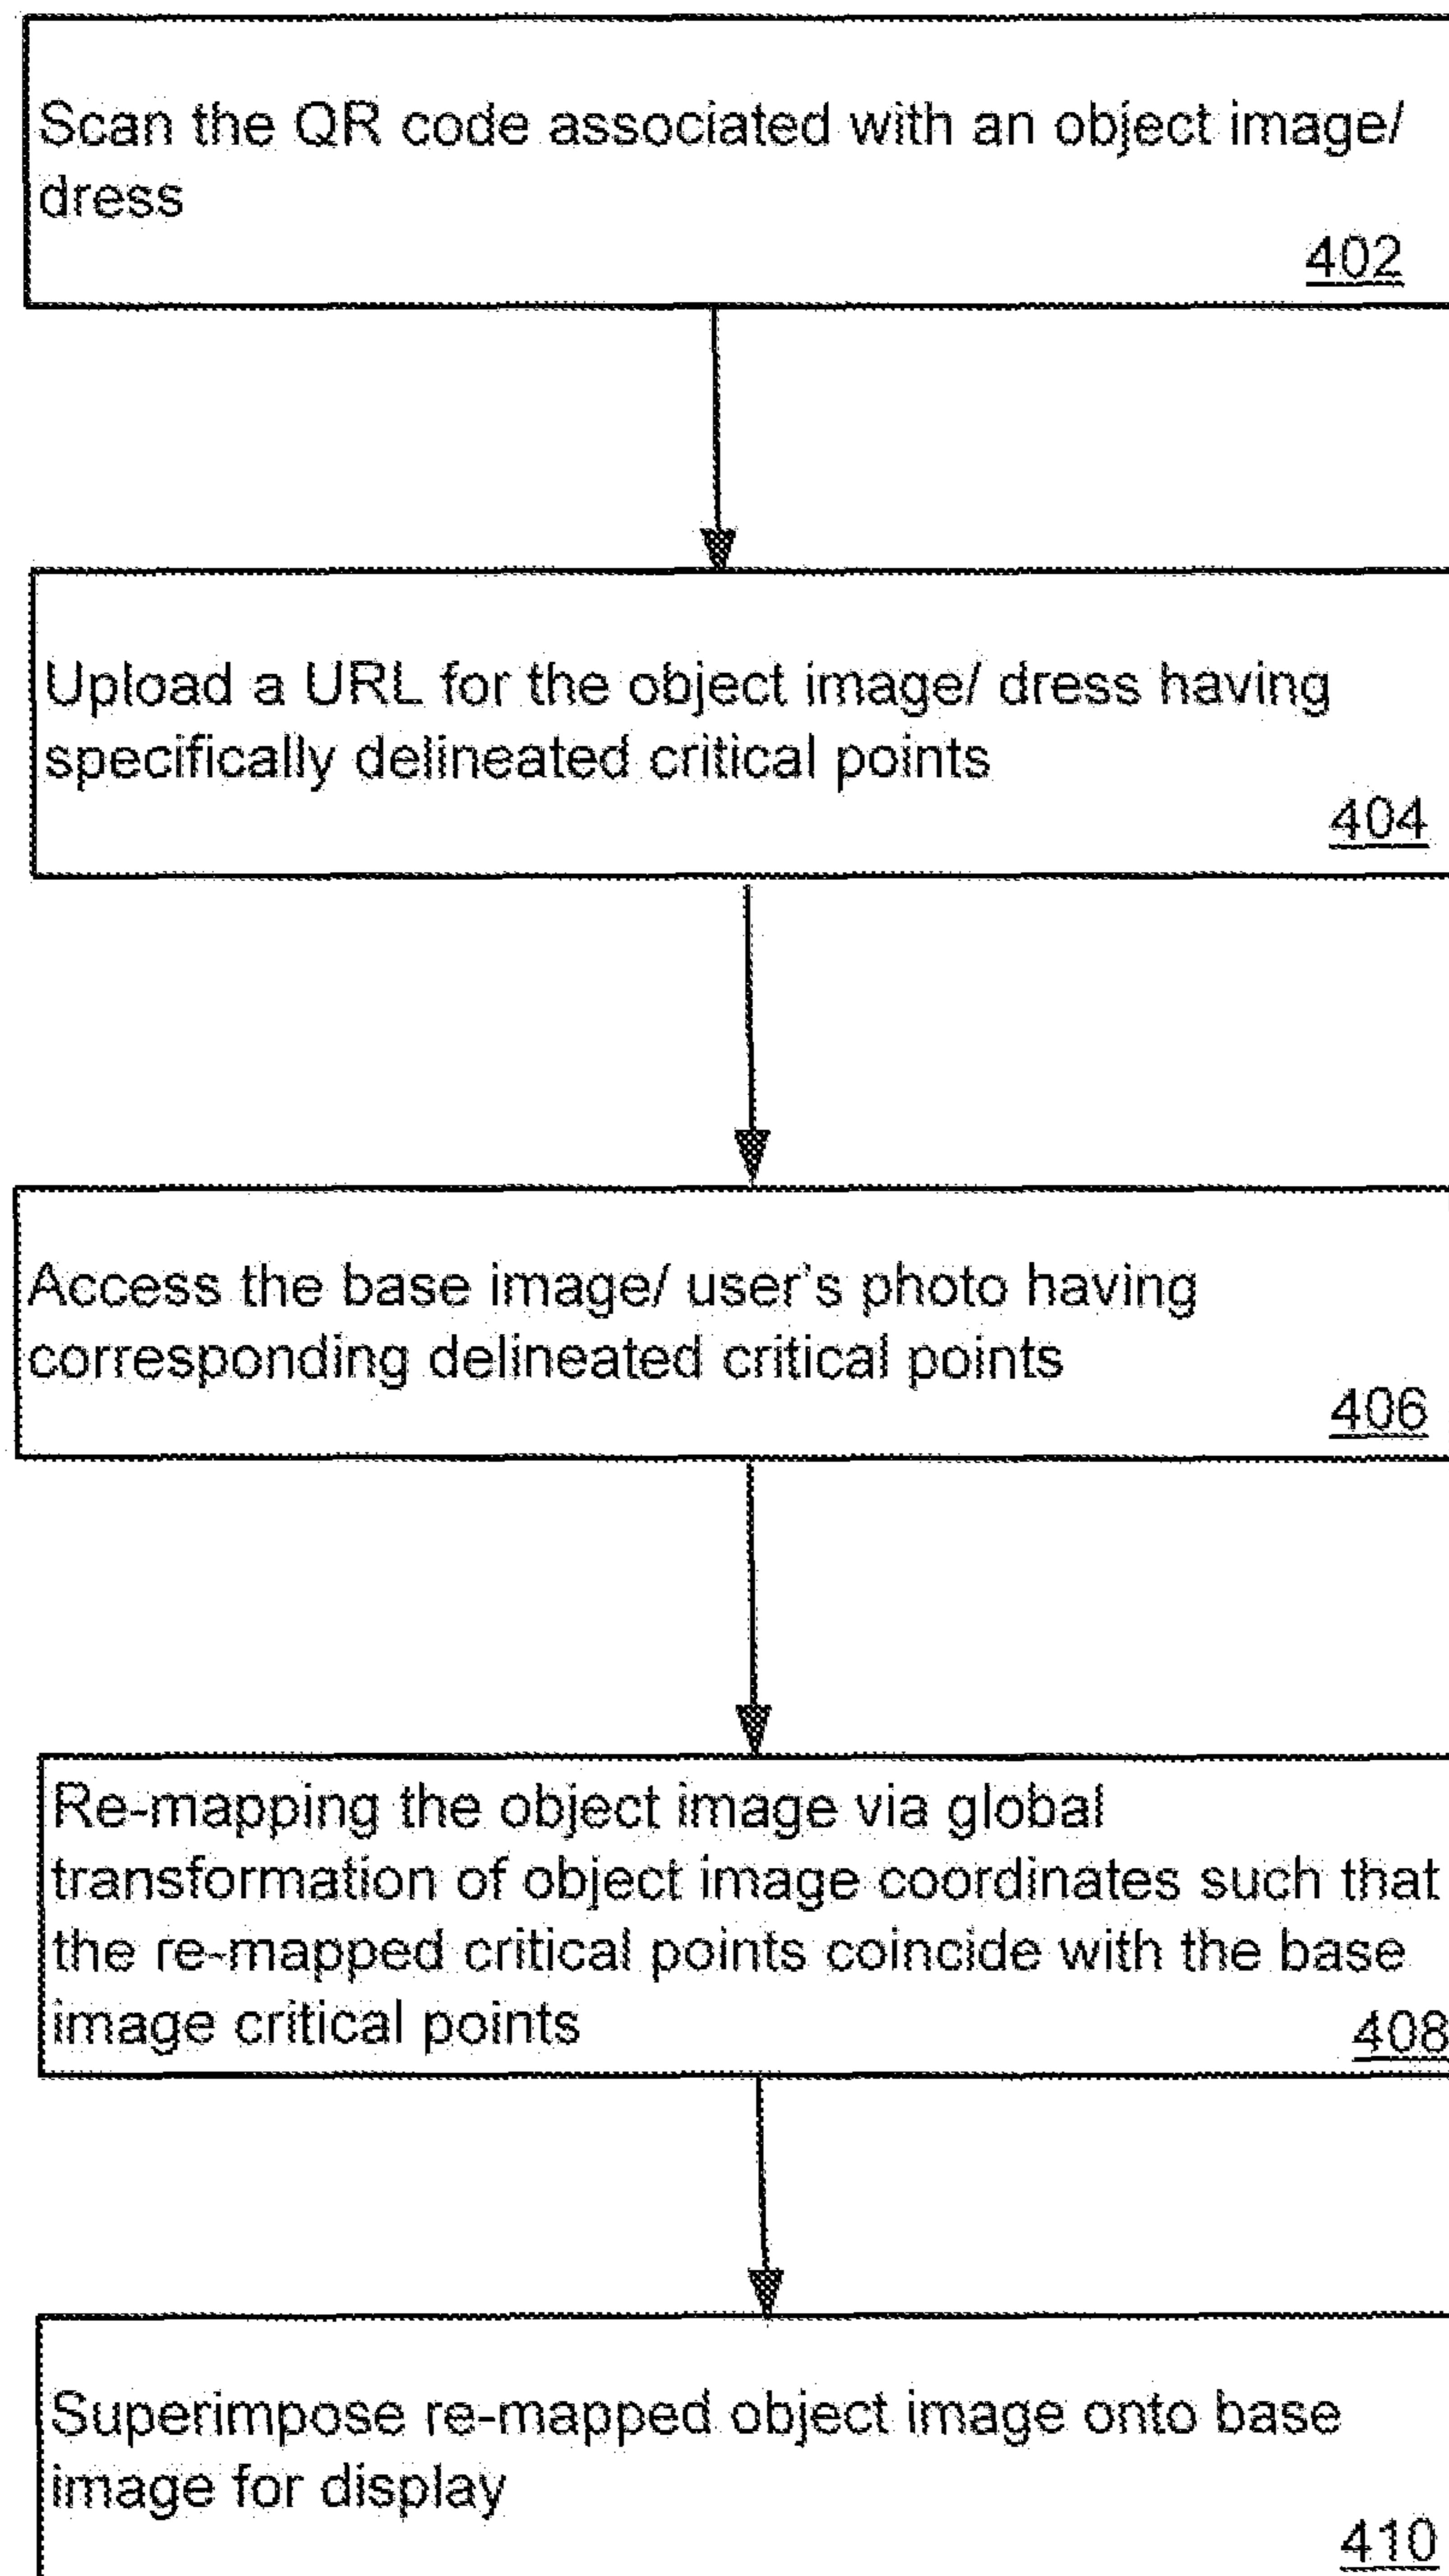 Scan the QR code associated with an object image/
dress
402
Upload a URL for the object image/ dress having
specifically delineated critical points
404
Access the base image/ user's photo having
corresponding delineated critical points
406
Re-mapping the object image via global
transformation of object image coordinates such that
the re-mapped critical points coincide with the base
image critical points
408
Superimpose re-mapped object image onto base
image for display
410